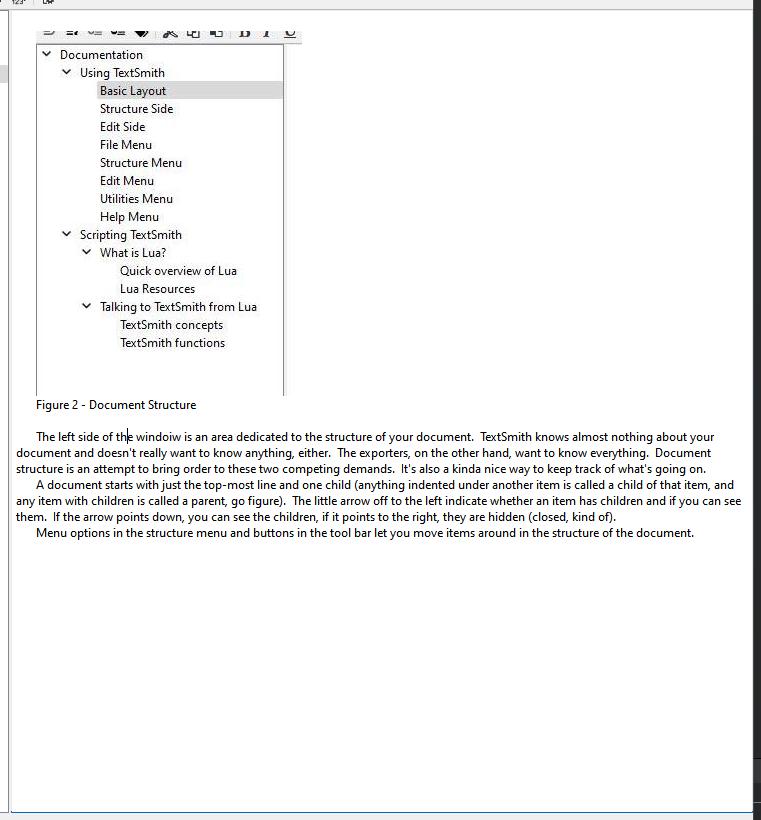 Documentation
Using TextSmith
Basic Layout
Structure Side
Edit Side
File Menu
Structure Menu
Edit Menu
Utilities Menu
Help Menu
Scripting TextSmith
What is Lua?
Quick overview of Lua
Lua Resources
Talking to TextSmith from Lua
TextSmith concepts
TextSmith functions
Figure 2 - Document Structure
The left side of the windoiw is an area dedicated to the structure of your document.  TextSmith knows almost nothing about your
document and doesn't really want to know anything, either.  The exporters, on the other hand, want to know everything.  Document
structure is an attempt to bring order to these two competing demands.  It's also a kinda nice way to keep track of what's going on.
A document starts with just the top-most line and one child (anything indented under another item is called a child of that item, and
any item with children is called a parent, go figure).  The little arrow off to the left indicate whether an item has children and if you can see
them.  If the arrow points down, you can see the children, if it points to the right, they are hidden (closed, kind of).
Menu options in the structure menu and buttons in the tool bar let you move items around in the structure of the document.